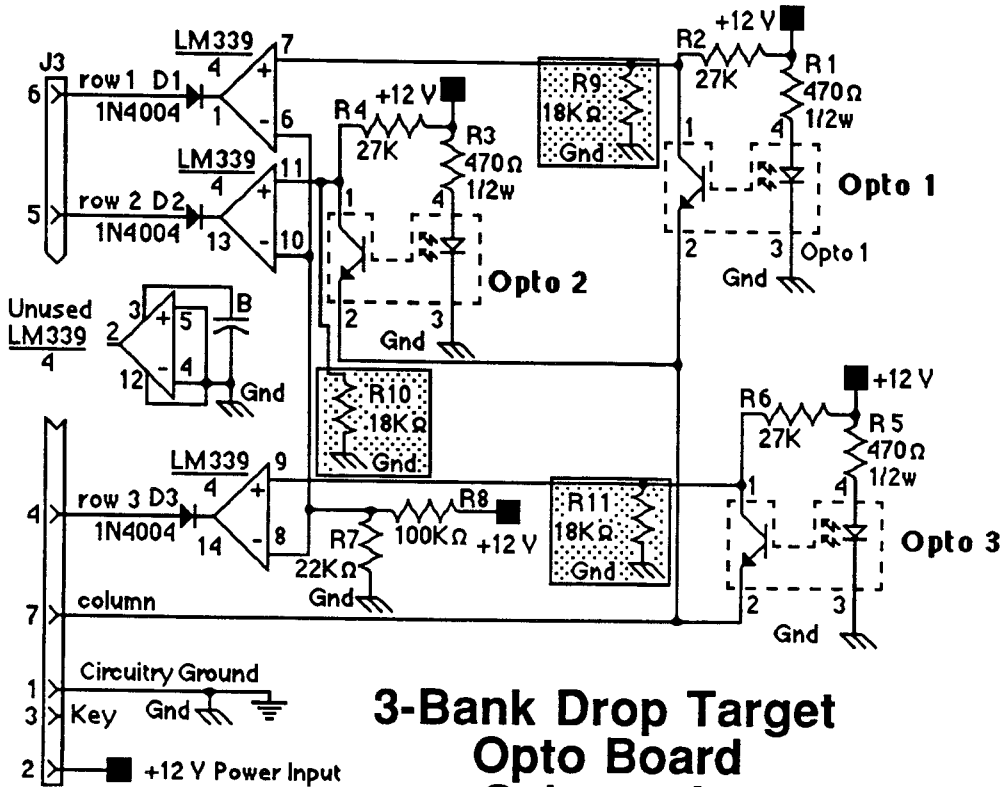 J3
6
row 1 D1
1N4004
LM339
4
7
+
1
-
6
5
row 2 D2
1N4004
LM339
4
11
+
13
-
10
+12 V
R4
27K
R3
470Ω
1/2w
4
1
2
3
Gnd
Opto 2
R9
18KΩ
Gnd
+12 V
R2
27K
R1
470Ω
1/2w
4
1
2
3
Opto 1
Opto 1
Gnd
Unused
LM339
4
2
3
+
5
-
4
12
B
Gnd
R10
18KΩ
Gnd
4
row 3 D3
1N4004
LM339
4
9
+
14
-
8
R8
100KΩ
+12 V
R7
22KΩ
Gnd
R11
18KΩ
Gnd
+12 V
R6
27K
R5
470Ω
1/2w
4
1
2
3
Opto 3
Gnd
7
column
1
Circuitry Ground
Gnd
3
Key
2
+12 V Power Input
3-Bank Drop Target
Opto Board